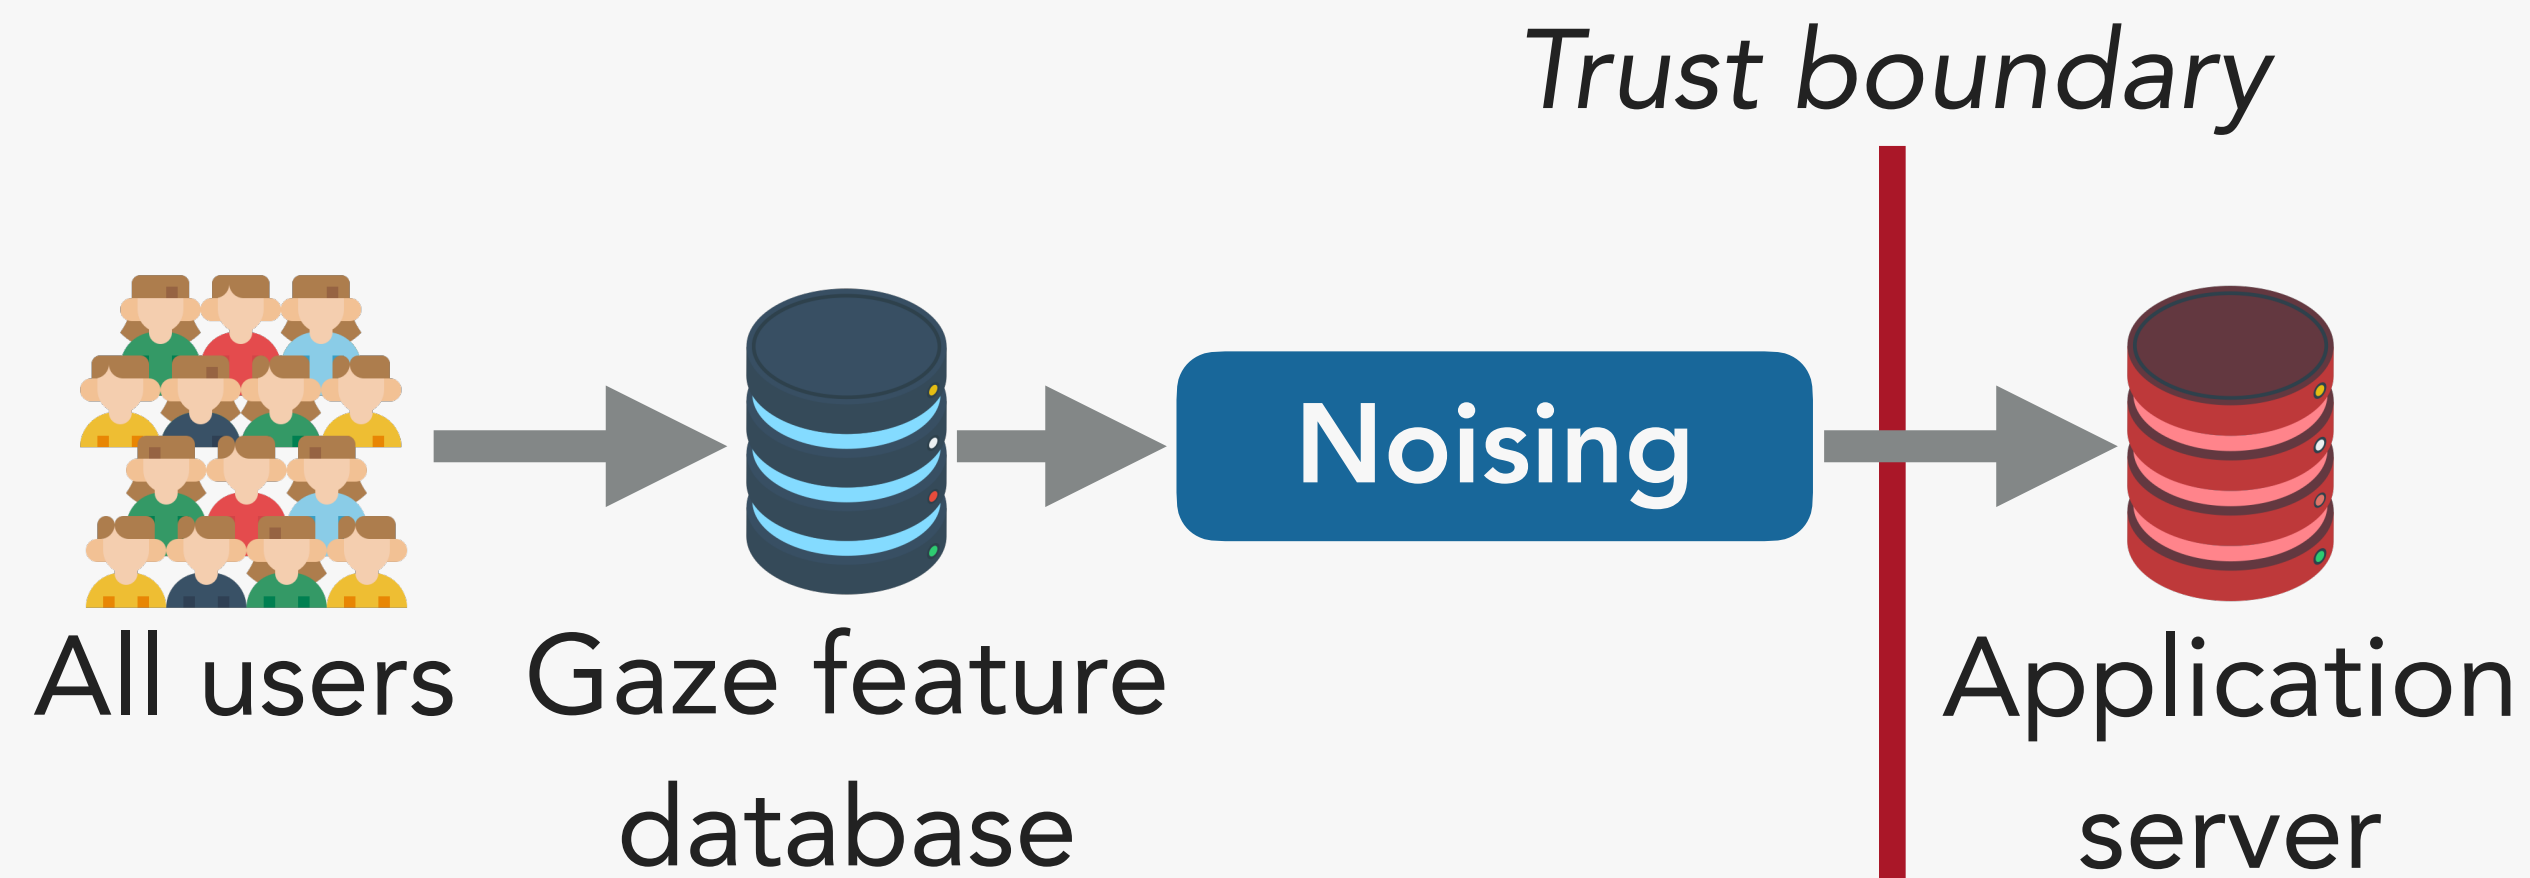 Trust boundary
Noising
All users
Gaze feature
database
Application
server